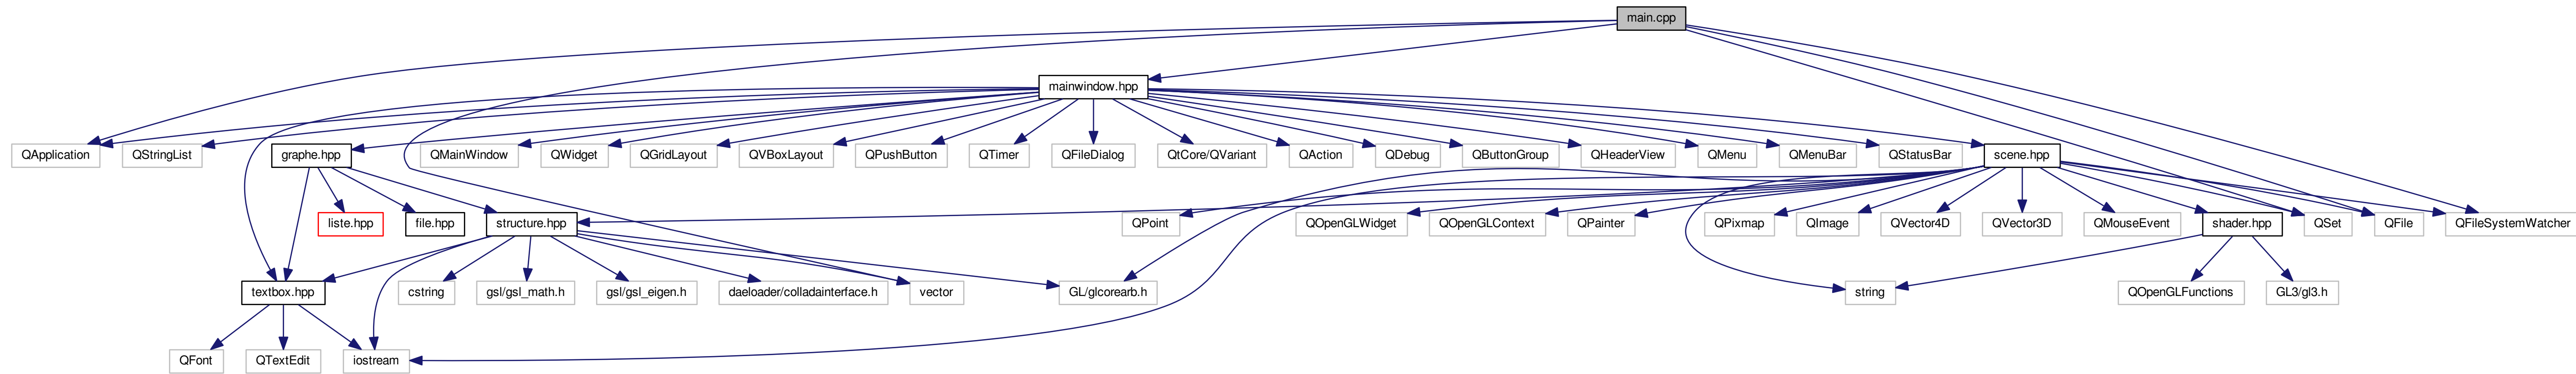 main.cpp
mainwindow.hpp
QApplication
QStringList
graphe.hpp
QMainWindow
QWidget
QGridLayout
QVBoxLayout
QPushButton
QTimer
QFileDialog
QtCore/QVariant
QAction
QDebug
QButtonGroup
QHeaderView
QMenu
QMenuBar
QStatusBar
scene.hpp
liste.hpp
file.hpp
structure.hpp
QPoint
QOpenGLWidget
QOpenGLContext
QPainter
QPixmap
QImage
QVector4D
QVector3D
QMouseEvent
shader.hpp
QSet
QFile
QFileSystemWatcher
textbox.hpp
cstring
gsl/gsl_math.h
gsl/gsl_eigen.h
daeloader/colladainterface.h
vector
GL/glcorearb.h
string
QOpenGLFunctions
GL3/gl3.h
QFont
QTextEdit
iostream